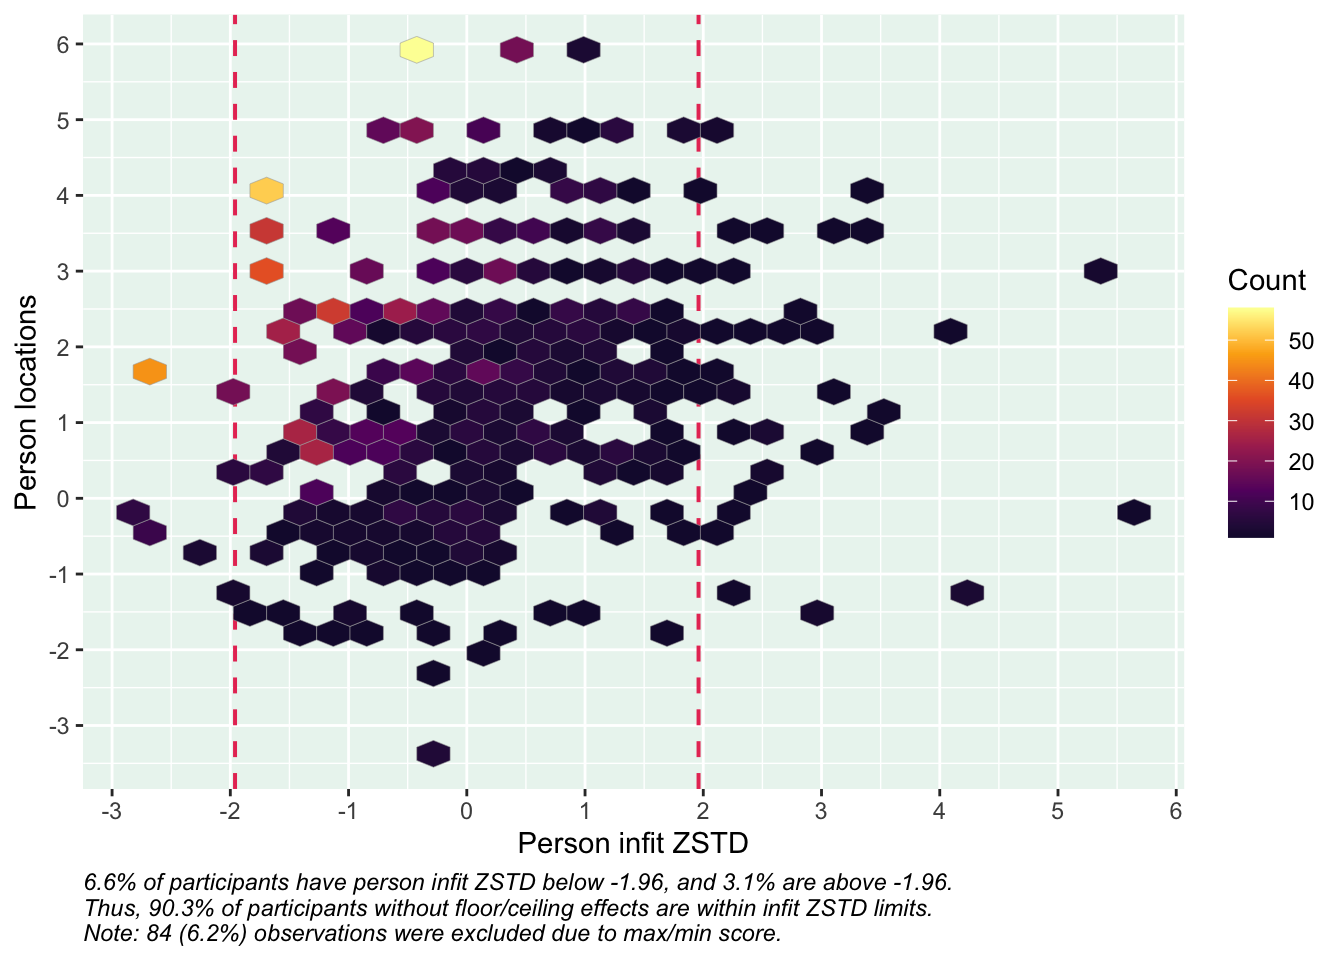 6
5
4
3
2
1
0
-1
-2
-3
Person locations
-3 -2 -1 0 1 2 3 4 5 6
Person infit ZSTD
Count
50
40
30
20
10
6.6% of participants have person infit ZSTD below -1.96, and 3.1% are above -1.96.
Thus, 90.3% of participants without floor/ceiling effects are within infit ZSTD limits.
Note: 84 (6.2%) observations were excluded due to max/min score.